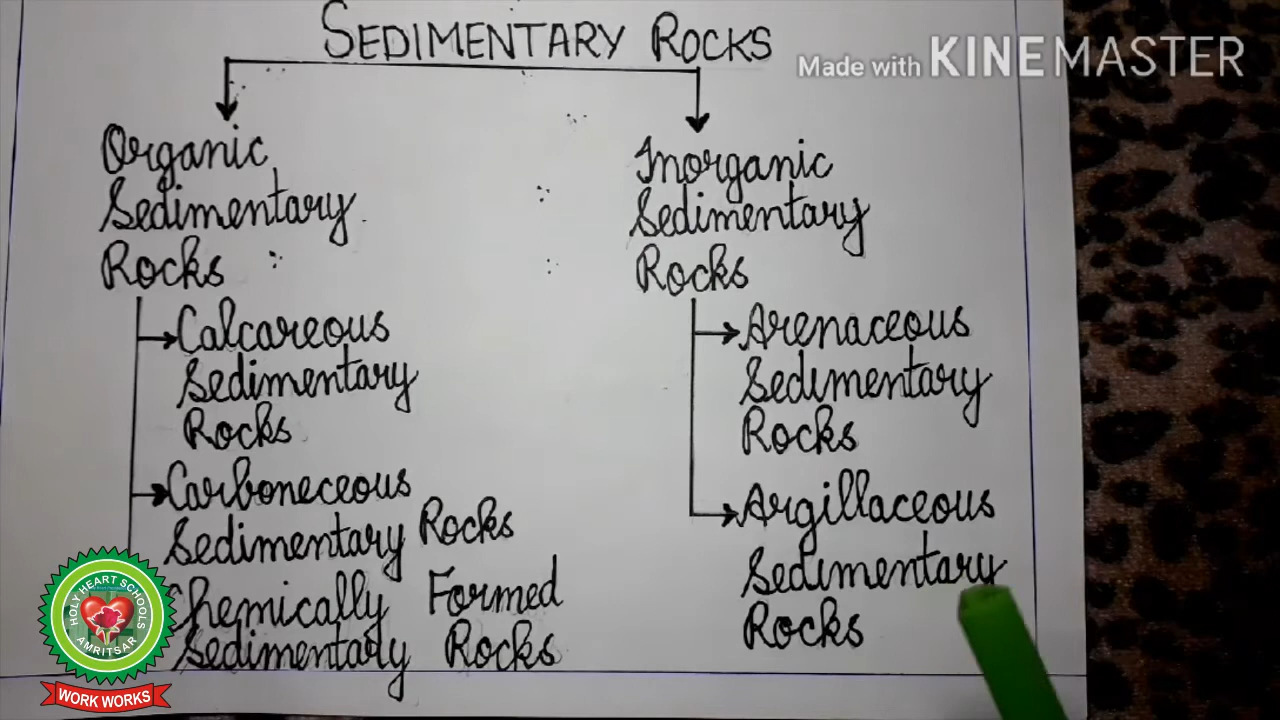 SEDIMENTARY ROCKS
Made with KINEMASTER
Organic
Sedimentary
Rocks
Calcareous
Sedimentary
Rocks
Carboneceous
Sedimentary Rocks
Chemically Formed
Sedimentary Rocks
Inorganic
Sedimentary
Rocks
Arenaceous
Sedimentary
Rocks
Argillaceous
Sedimentary
Rocks
HOLY HEART SCHOOLS
AMRITSAR
WORK WORKS